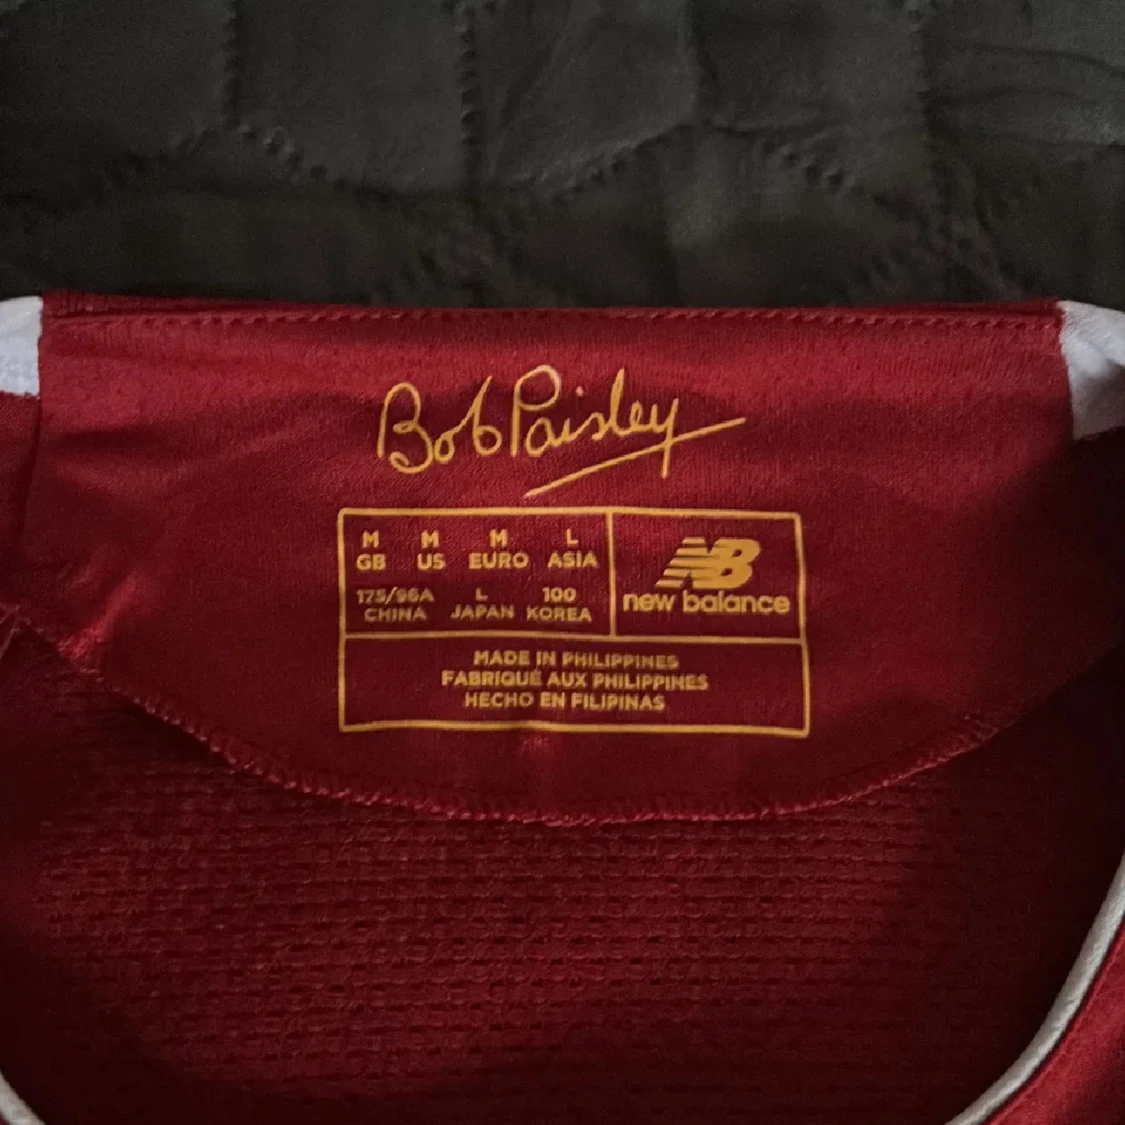 Bob Paisley
M M M L
GB US EURO ASIA
175/96A L 100
CHINA JAPAN KOREA
NB
new balance
MADE IN PHILIPPINES
FABRIQUÉ AUX PHILIPPINES
HECHO EN FILIPINAS